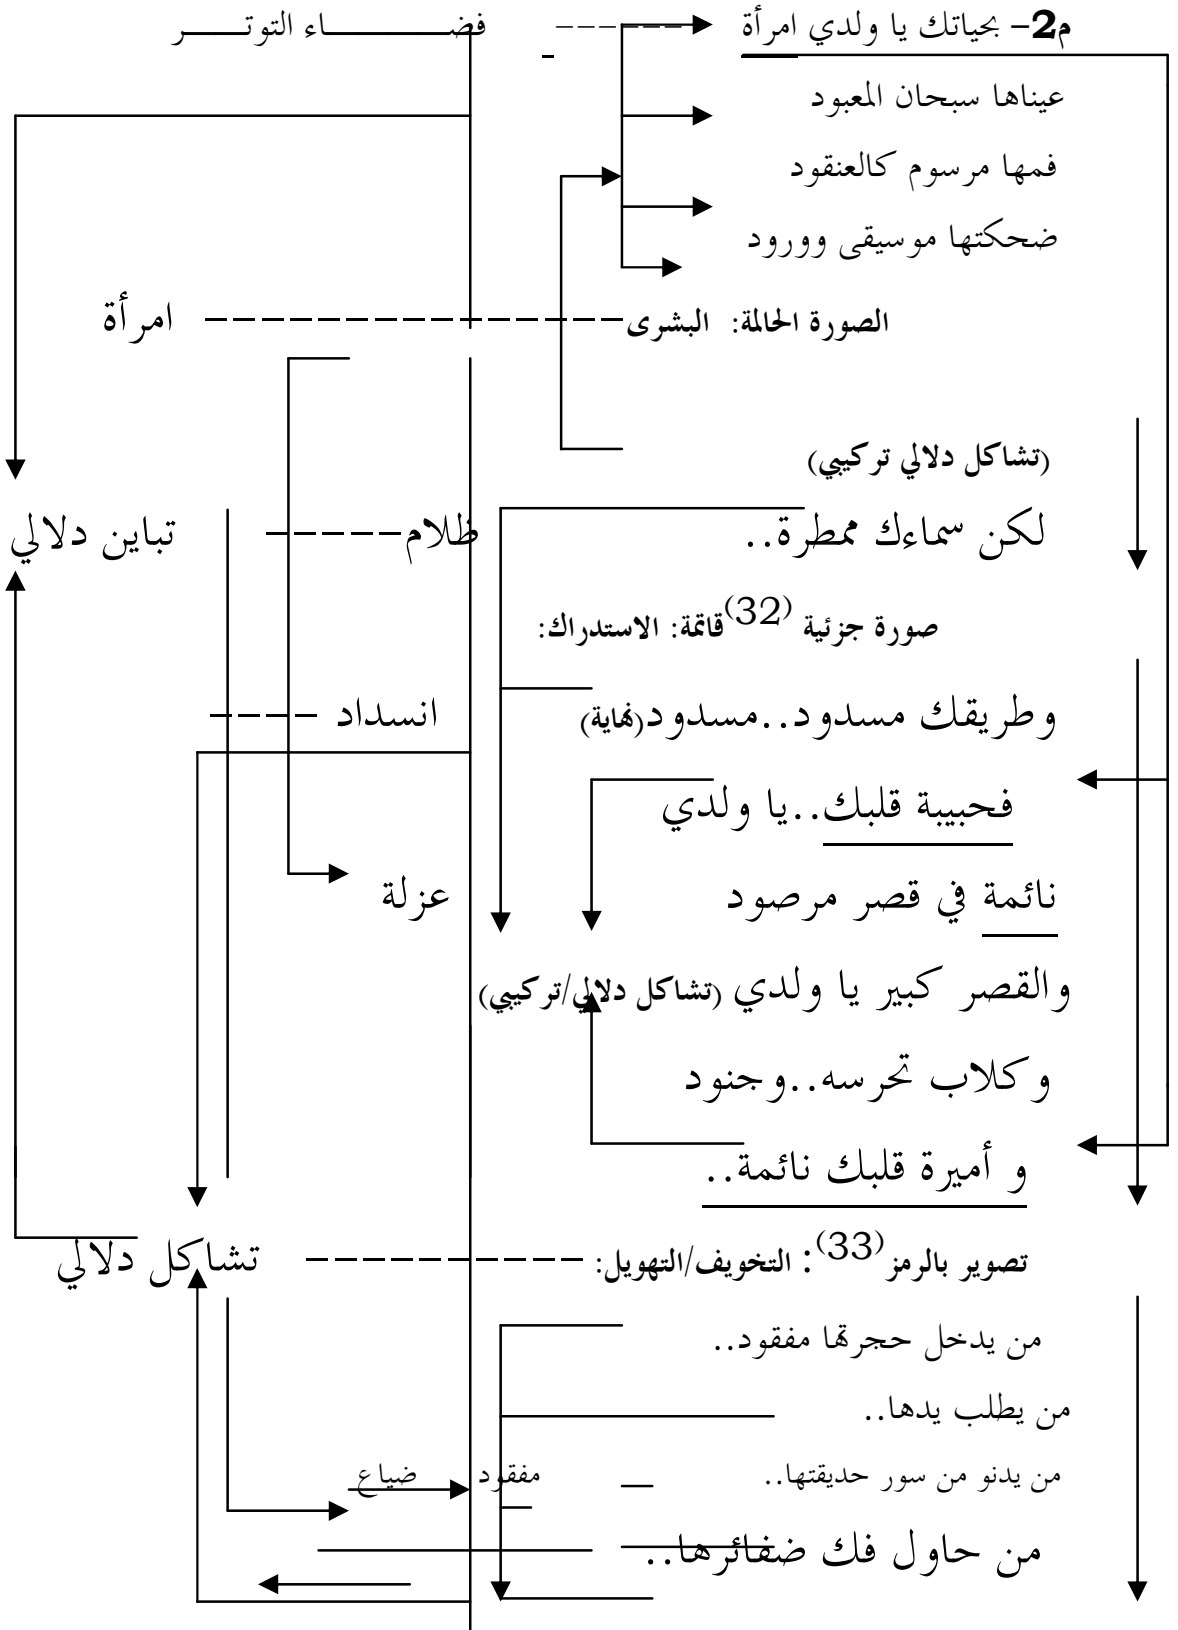 م2- بحياتك يا ولدي امرأة ------ فضــــــاء التوتــــر
عيناها سبحان المعبود
فمها مرسوم كالعنقود
ضحكتها موسيقى وورود
الصورة الحالمة: البشرى --------------- امرأة
(تشاكل دلالي تركيبي)
لكن سماءك ممطرة.. ظلام ----- تباين دلالي
صورة جزئية (32) قاتمة: الاستدراك:
وطريقك مسدود..مسدود (نهاية) انسداد ----
فحبيبة قلبك..يا ولدي
نائمة في قصر مرصود عزلة
والقصر كبير يا ولدي (تشاكل دلالي/تركيبي)
وكلاب تحرسه..وجنود
و أميرة قلبك نائمة..
تصوير بالرمز (33): التخويف/التهويل: ---------- تشاكل دلالي
من يدخل حجرتها مفقود..
من يطلب يدها..
من يدنو من سور حديقتها.. مفقود ضياع
من حاول فك ضفائرها..